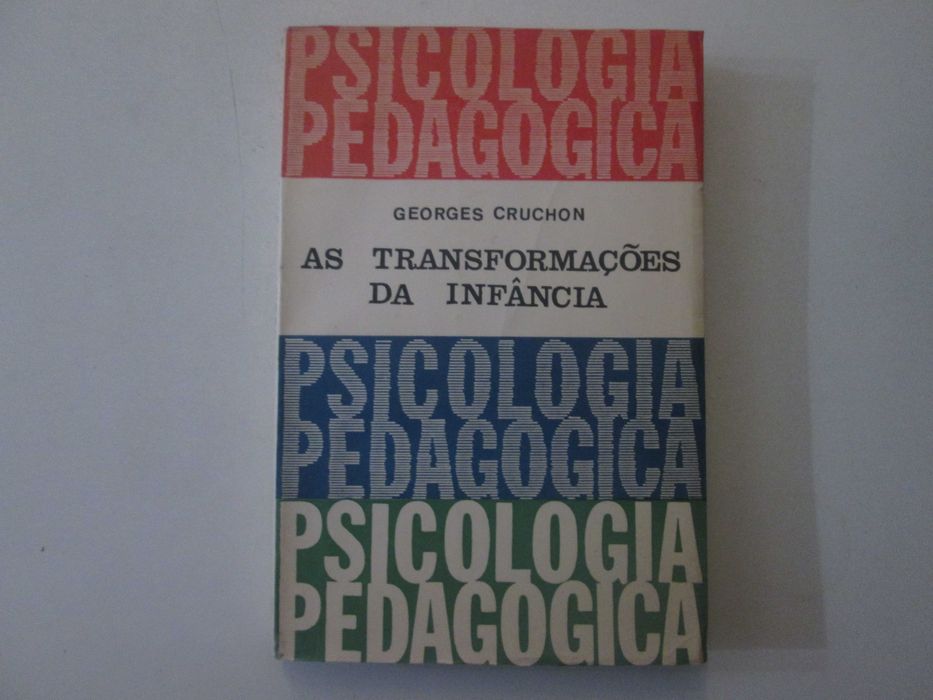 PSICOLOGIA
PEDAGOGICA
GEORGES CRUCHON
AS TRANSFORMAÇÕES
DA INFÂNCIA
PSICOLOGIA
PEDAGOGICA
PSICOLOGIA
PEDAGOGICA